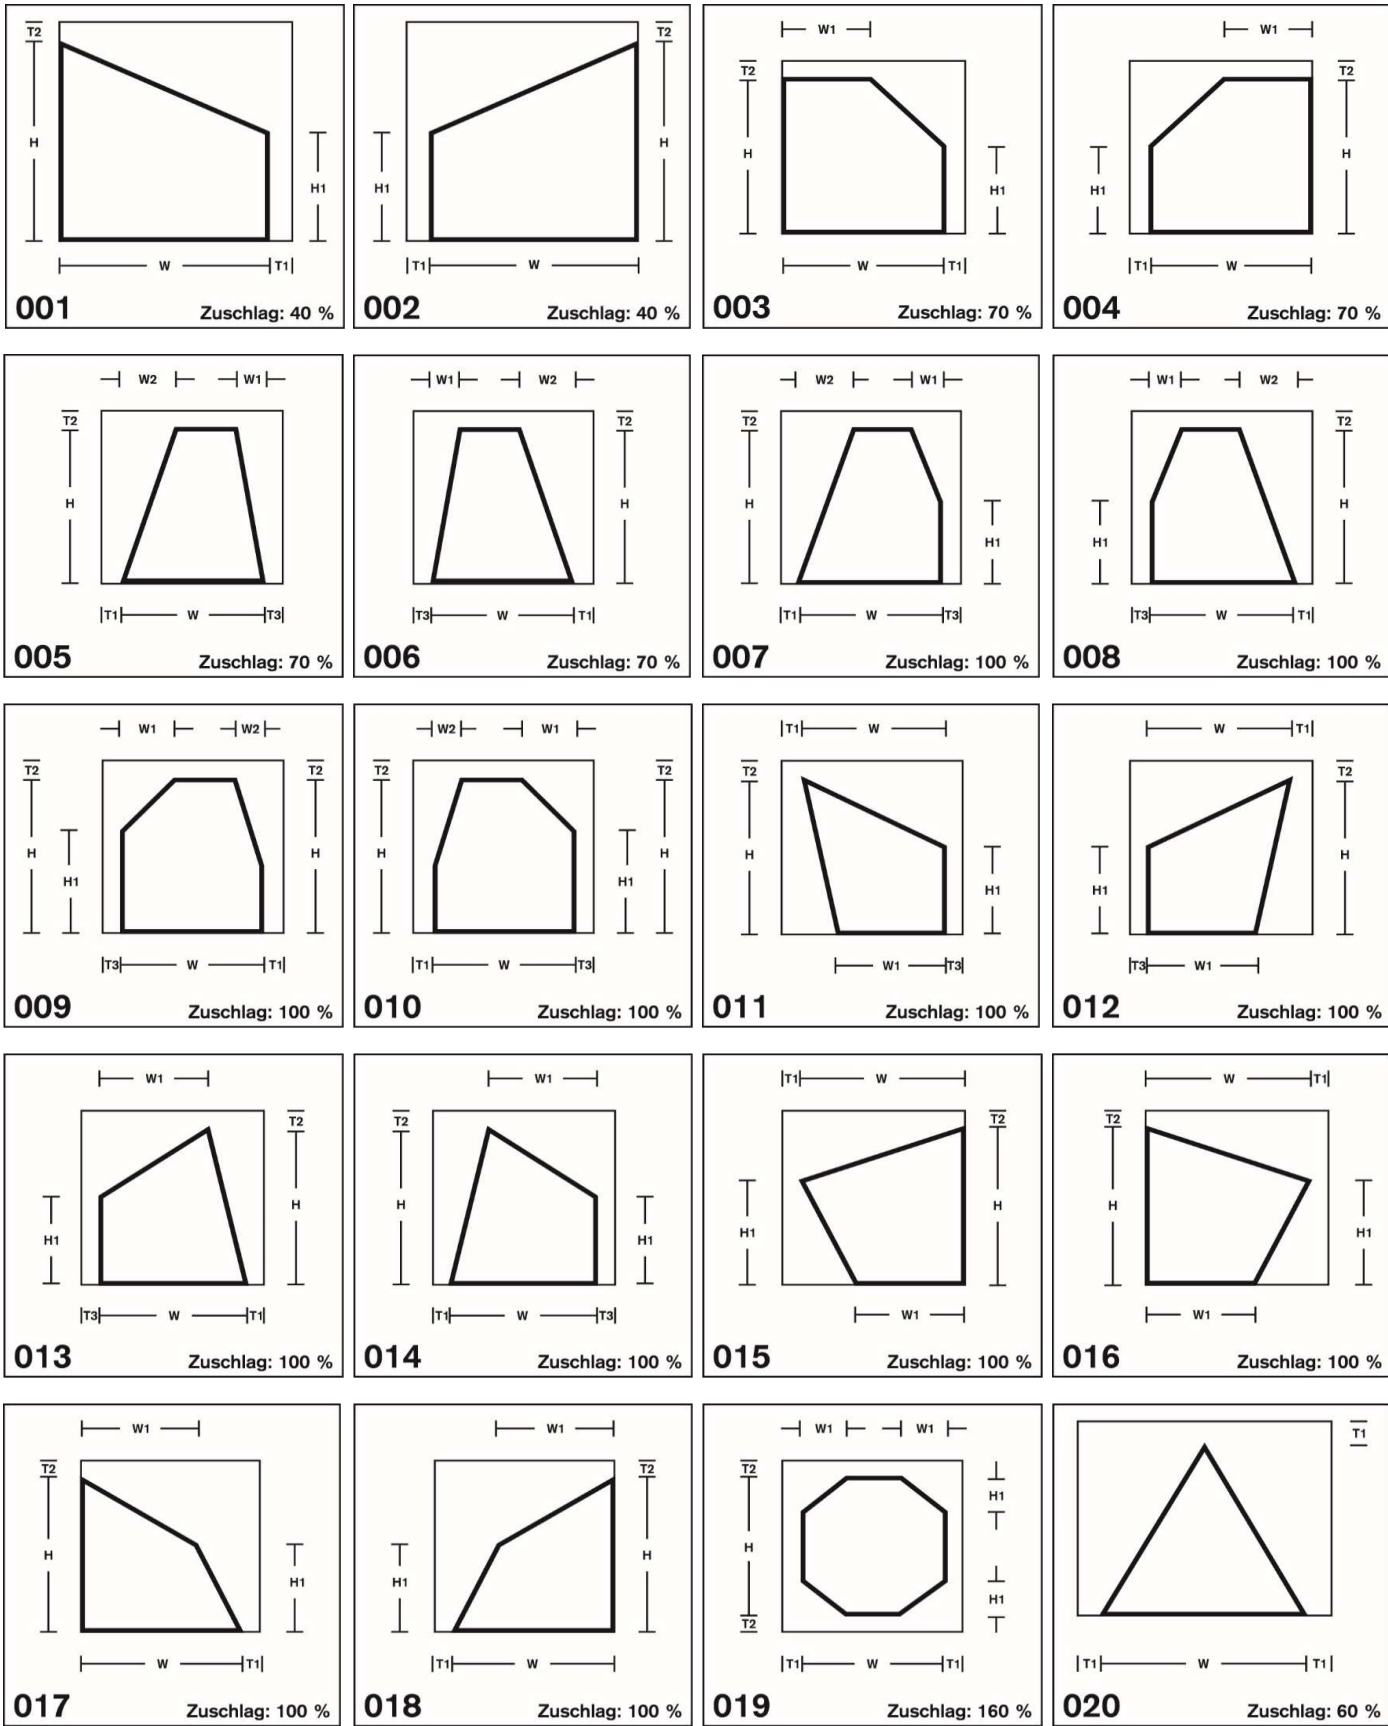 T2
T2
W1
W1
T2
T2
H
H1
H1
H
H
H1
H1
H
W
T1
T1
W
W
T1
T1
W
001
Zuschlag: 40 %
002
Zuschlag: 40 %
003
Zuschlag: 70 %
004
Zuschlag: 70 %
W2
W1
W1
W2
W2
W1
W1
W2
T2
T2
T2
T2
H
H
H
H1
H1
H
T1
W
T3
T3
W
T1
T1
W
T3
T3
W
T1
005
Zuschlag: 70 %
006
Zuschlag: 70 %
007
Zuschlag: 100 %
008
Zuschlag: 100 %
W1
W2
W2
W1
T1
W
W
T1
T2
T2
T2
T2
T2
T2
H
H1
H
H
H1
H
H
H1
H1
H
T3
W
T1
T1
W
T3
W1
T3
T3
W1
009
Zuschlag: 100 %
010
Zuschlag: 100 %
011
Zuschlag: 100 %
012
Zuschlag: 100 %
W1
W1
T1
W
W
T1
T2
T2
T2
T2
H1
H
H
H1
H1
H
H
H1
T3
W
T1
T1
W
T3
W1
W1
013
Zuschlag: 100 %
014
Zuschlag: 100 %
015
Zuschlag: 100 %
016
Zuschlag: 100 %
W1
W1
W1
W1
T1
T2
T2
T2
H1
H
H1
H1
H
H
H1
T2
W
T1
T1
W
T1
W
T1
T1
W
T1
017
Zuschlag: 100 %
018
Zuschlag: 100 %
019
Zuschlag: 160 %
020
Zuschlag: 60 %